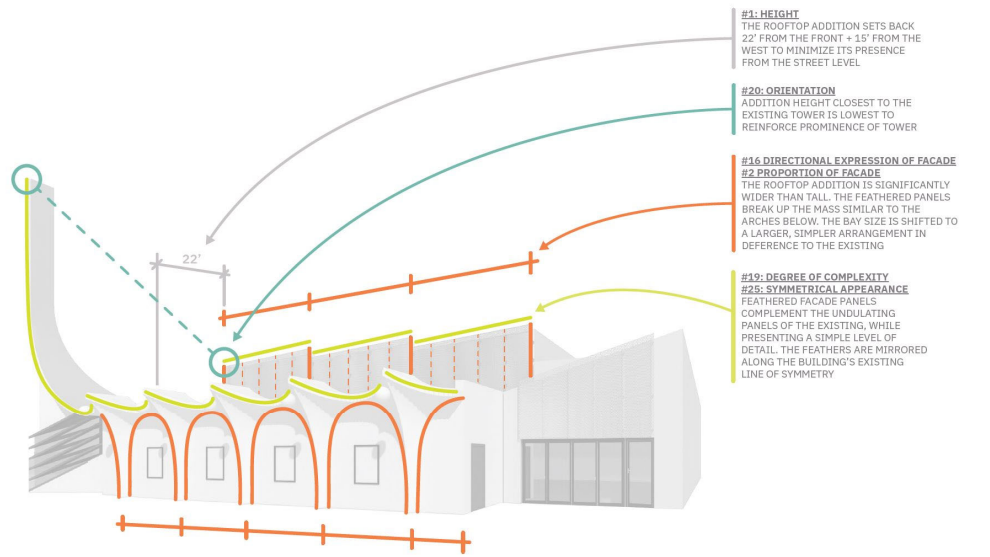 #1: HEIGHT
THE ROOFTOP ADDITION SETS BACK
22' FROM THE FRONT + 15' FROM THE
WEST TO MINIMIZE ITS PRESENCE
FROM THE STREET LEVEL
#20: ORIENTATION
ADDITION HEIGHT CLOSEST TO THE
EXISTING TOWER IS LOWEST TO
REINFORCE PROMINENCE OF TOWER
#16 DIRECTIONAL EXPRESSION OF FACADE
#2 PROPORTION OF FACADE
THE ROOFTOP ADDITION IS SIGNIFICANTLY
WIDER THAN TALL. THE FEATHERED PANELS
BREAK UP THE MASS SIMILAR TO THE
ARCHES BELOW. THE BAY SIZE IS SHIFTED TO
A LARGER, SIMPLER ARRANGEMENT IN
DEFERENCE TO THE EXISTING
#19: DEGREE OF COMPLEXITY
#25: SYMMETRICAL APPEARANCE
FEATHERED FACADE PANELS
COMPLEMENT THE UNDULATING
PANELS OF THE EXISTING, WHILE
PRESENTING A SIMPLE LEVEL OF
DETAIL. THE FEATHERS ARE MIRRORED
ALONG THE BUILDING'S EXISTING
LINE OF SYMMETRY
22'